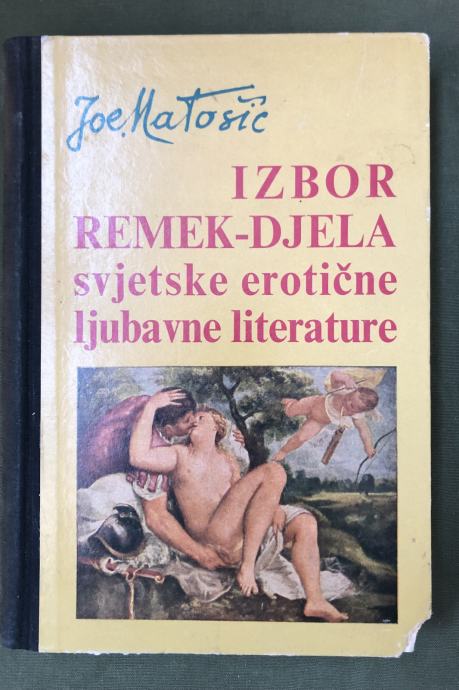 Joe Matošić
IZBOR
REMEK-DJELA
svjetske erotične
ljubavne literature